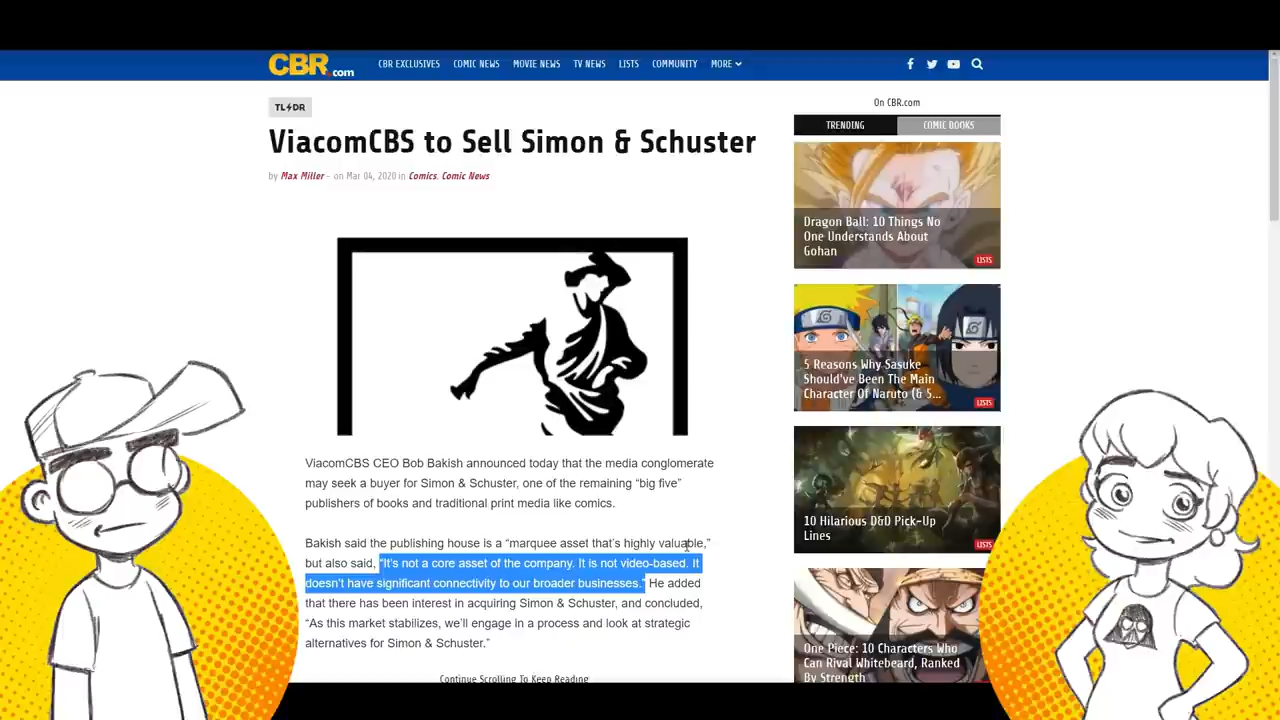 CBR.com
CBR EXCLUSIVES COMIC NEWS MOVIE NEWS TV NEWS LISTS COMMUNITY MORE
TL DR
ViacomCBS to Sell Simon & Schuster
by Max Miller - on Mar 04, 2020 in Comics, Comic News
ViacomCBS CEO Bob Bakish announced today that the media conglomerate
may seek a buyer for Simon & Schuster, one of the remaining “big five”
publishers of books and traditional print media like comics.
Bakish said the publishing house is a “marquee asset that’s highly valuable,”
but also said, “It’s not a core asset of the company. It is not video-based. It
doesn’t have significant connectivity to our broader businesses.” He added
that there has been interest in acquiring Simon & Schuster, and concluded,
“As this market stabilizes, we’ll engage in a process and look at strategic
alternatives for Simon & Schuster.”
Continue Scrolling To Keep Reading
On CBR.com
TRENDING COMIC BOOKS
Dragon Ball: 10 Things No
One Understands About
Gohan
LISTS
5 Reasons Why Sasuke
Should've Been The Main
Character Of Naruto (& 5...
LISTS
10 Hilarious D&D Pick-Up
Lines
LISTS
One Piece: 10 Characters Who
Can Rival Whitebeard, Ranked
By Strength